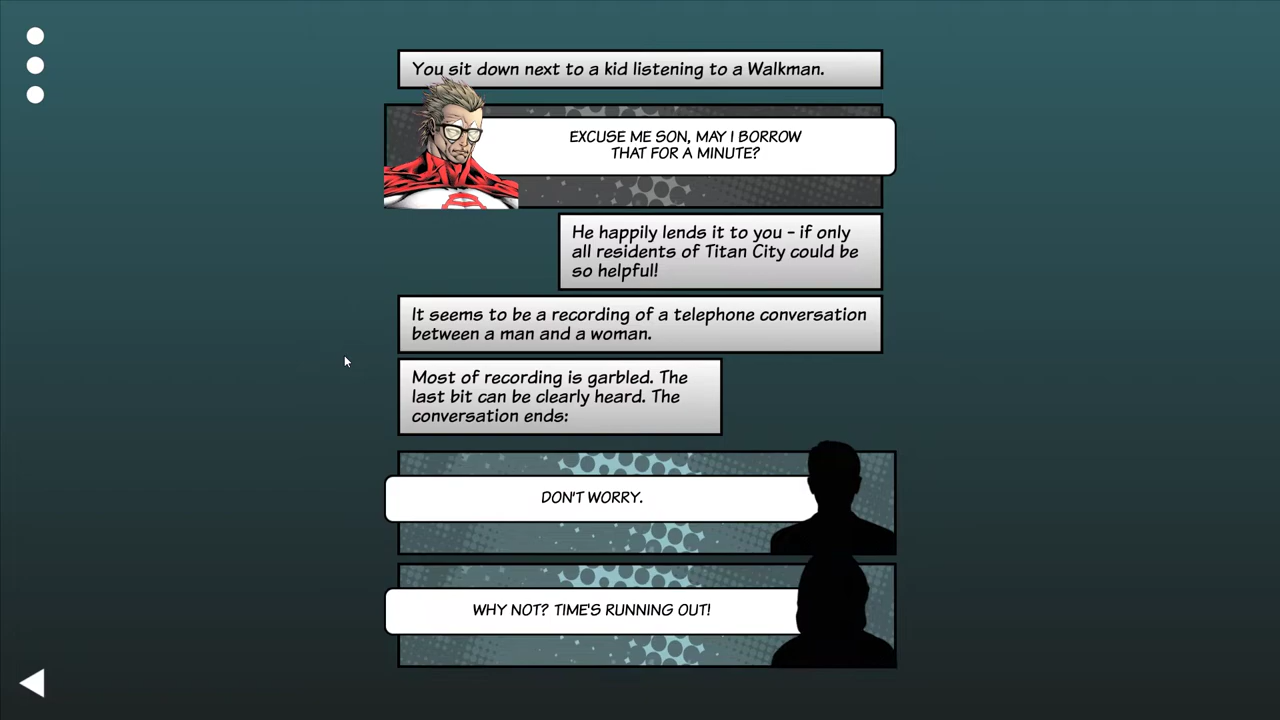 You sit down next to a kid listening to a Walkman.
EXCUSE ME SON, MAY I BORROW
THAT FOR A MINUTE?
He happily lends it to you - if only
all residents of Titan City could be
so helpful!
It seems to be a recording of a telephone conversation
between a man and a woman.
Most of recording is garbled. The
last bit can be clearly heard. The
conversation ends:
DON'T WORRY.
WHY NOT? TIME'S RUNNING OUT!